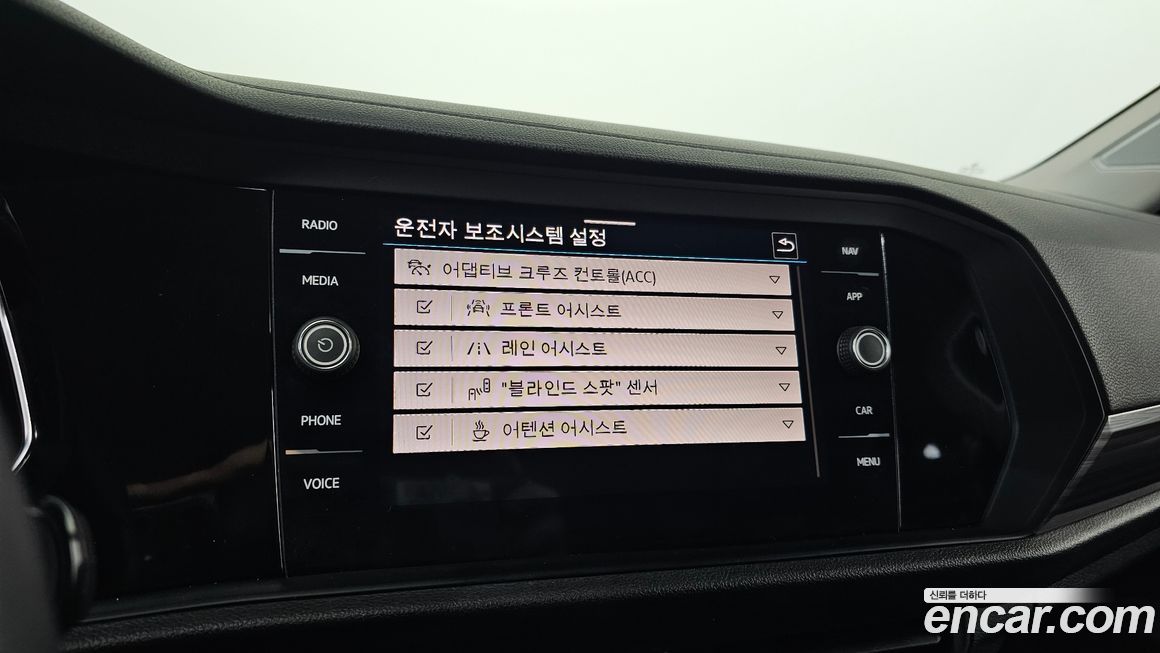 RADIO
MEDIA
PHONE
VOICE
운전자 보조시스템 설정
어댑티브 크루즈 컨트롤(ACC)
프론트 어시스트
레인 어시스트
"블라인드 스팟" 센서
어텐션 어시스트
NAV
APP
CAR
MENU
신뢰를 더하다
encar.com